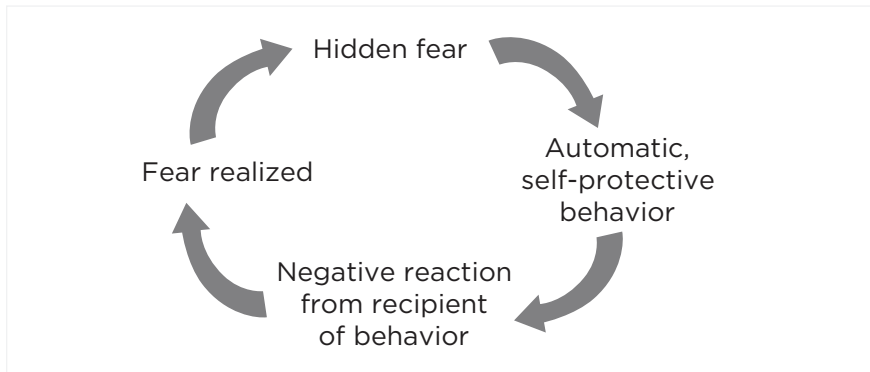 Hidden fear
Automatic,
self-protective
behavior
Negative reaction
from recipient
of behavior
Fear realized